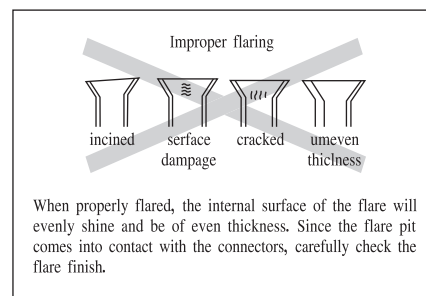 Improper flaring
incined serface cracked umeven
dampage thiclness
When properly flared, the internal surface of the flare will
evenly shine and be of even thickness. Since the flare pit
comes into contact with the connectors, carefully check the
flare finish.